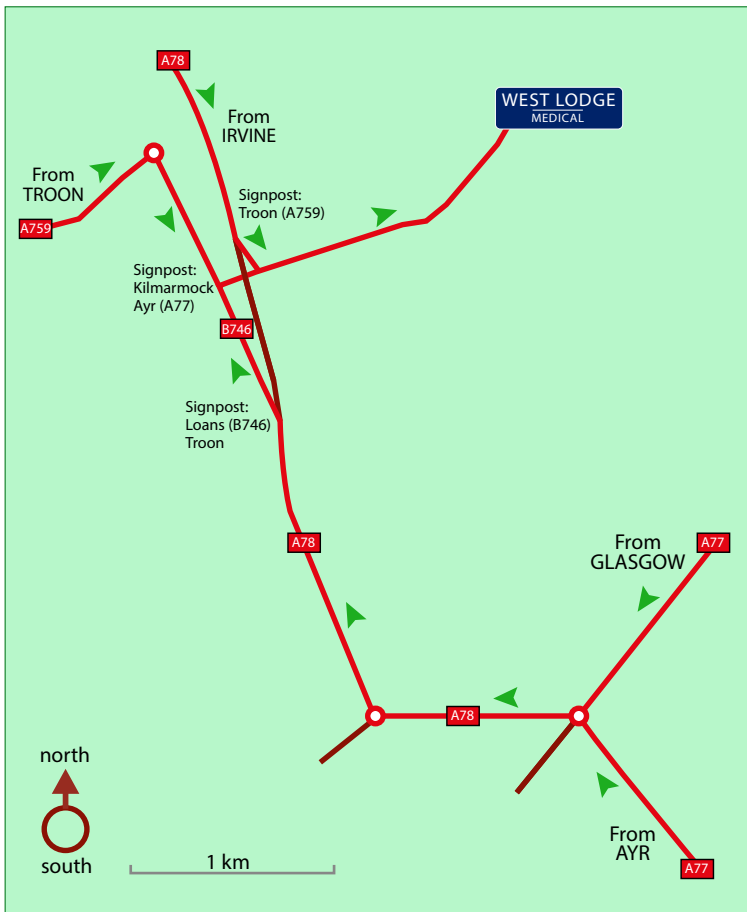 A78
WEST LODGE
MEDICAL
From
IRVINE
From
TROON
A759
Signpost:
Troon (A759)
Signpost:
Kilmarmock
Ayr (A77)
B746
Signpost:
Loans (B746)
Troon
A78
From
GLASGOW
A77
A78
north
south
1 km
From
AYR
A77